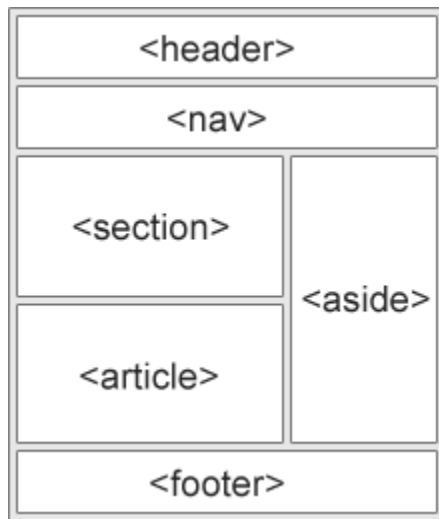 <header>
<nav>
<section>
<aside>
<article>
<footer>